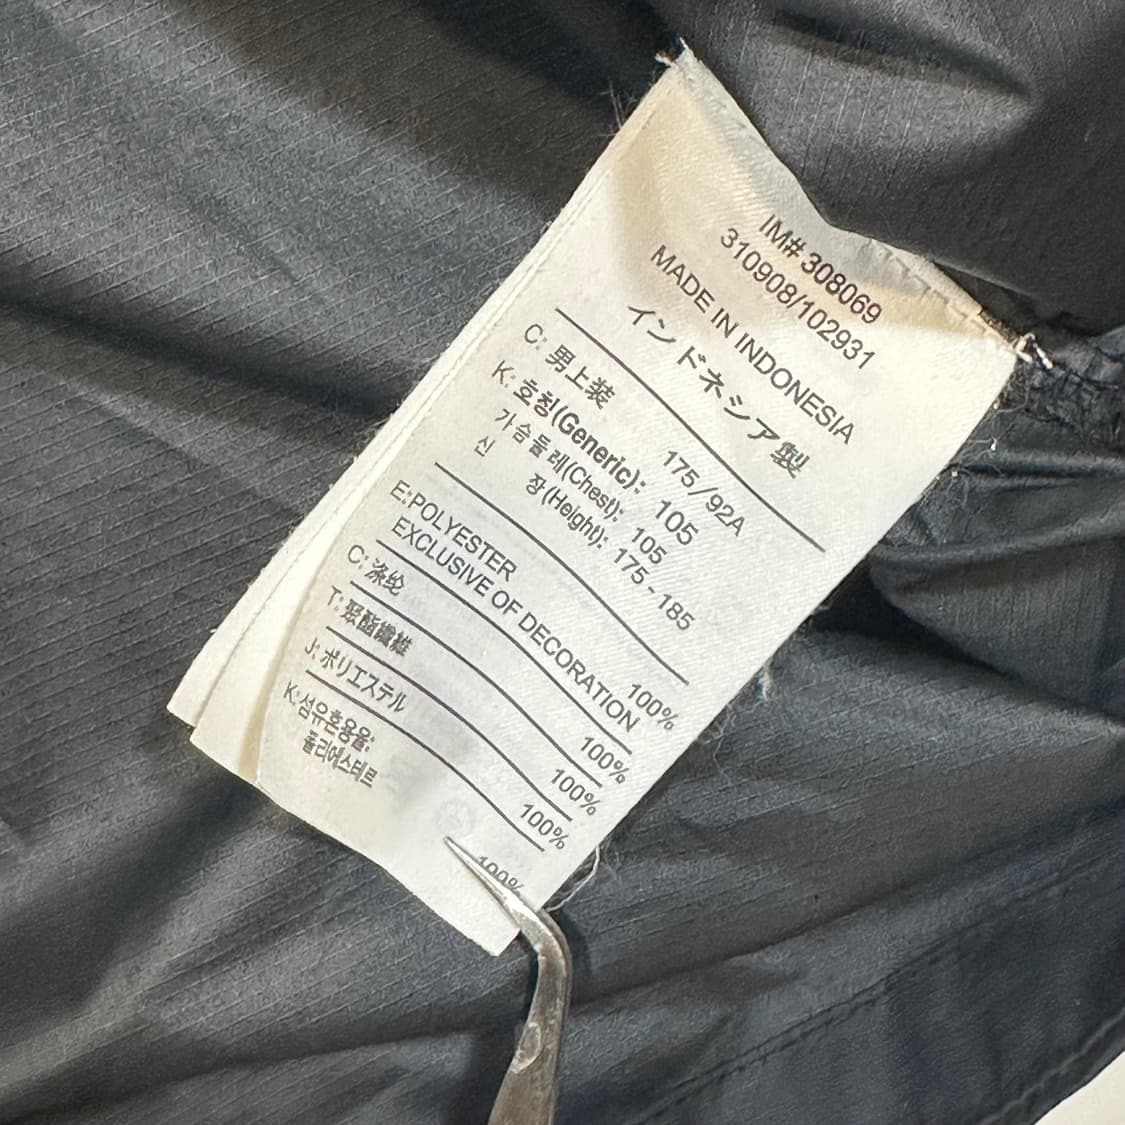 IM# 308069
310908/102931
MADE IN INDONESIA
インドネシア製
C: 男上装 175/92A
K: 호칭(Generic): 105
가슴둘레(Chest): 105
신 장(Height): 175-185
E:POLYESTER 100%
EXCLUSIVE OF DECORATION
C: 涤纶 100%
T: 聚酯纖維 100%
J: ポリエステル 100%
K:섬유혼용율:
폴리에스테르 100%